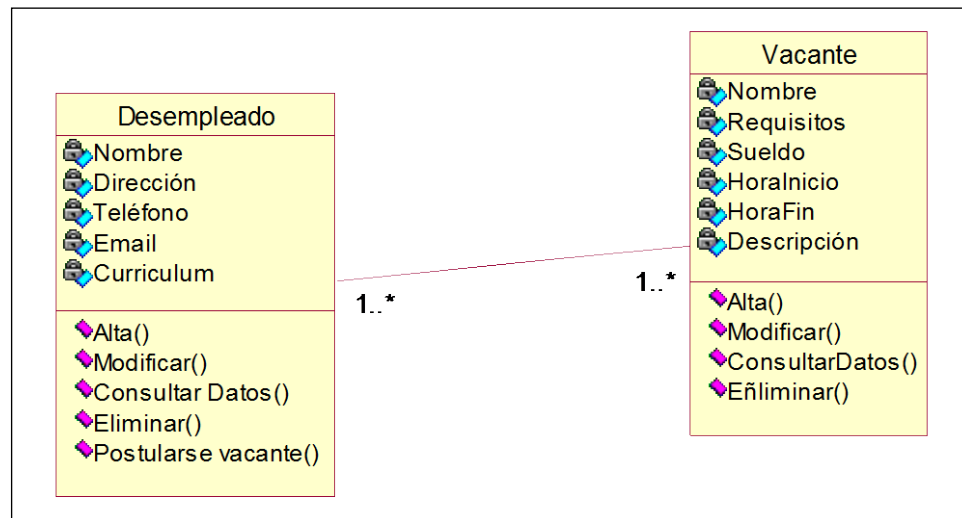 Desempleado
Nombre
Dirección
Teléfono
Email
Curriculum
Alta()
Modificar()
Consultar Datos()
Eliminar()
Postularse vacante()
1..*
1..*
Vacante
Nombre
Requisitos
Sueldo
HoraInicio
HoraFin
Descripción
Alta()
Modificar()
ConsultarDatos()
Eñliminar()